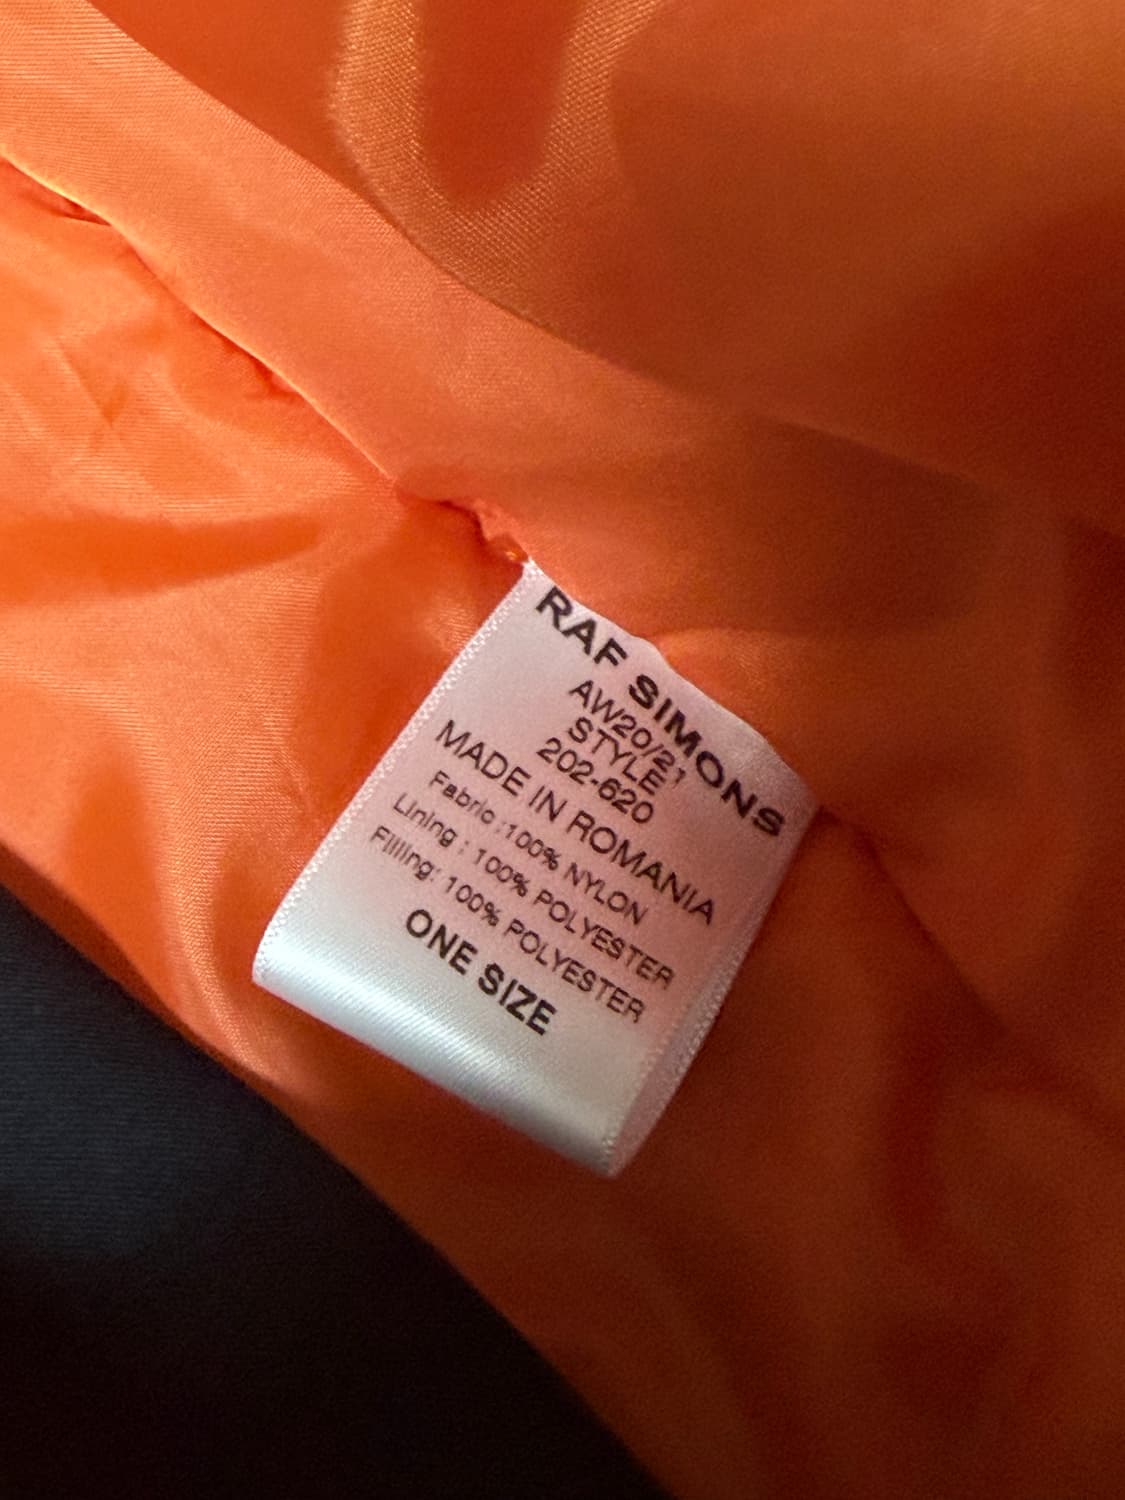 RAF SIMONS
AW20/21
STYLE
202-620
MADE IN ROMANIA
Fabric :100% NYLON
Lining : 100% POLYESTER
Filling: 100% POLYESTER
ONE SIZE